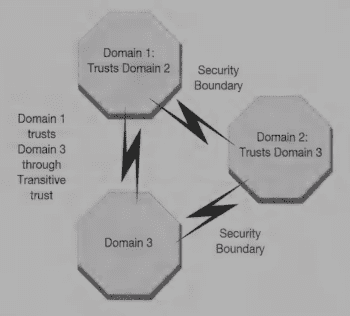 Domain 1:
Trusts Domain 2
Security
Boundary
Domain 1
trusts
Domain 3
through
Transitive
trust
Domain 2:
Trusts Domain 3
Domain 3
Security
Boundary